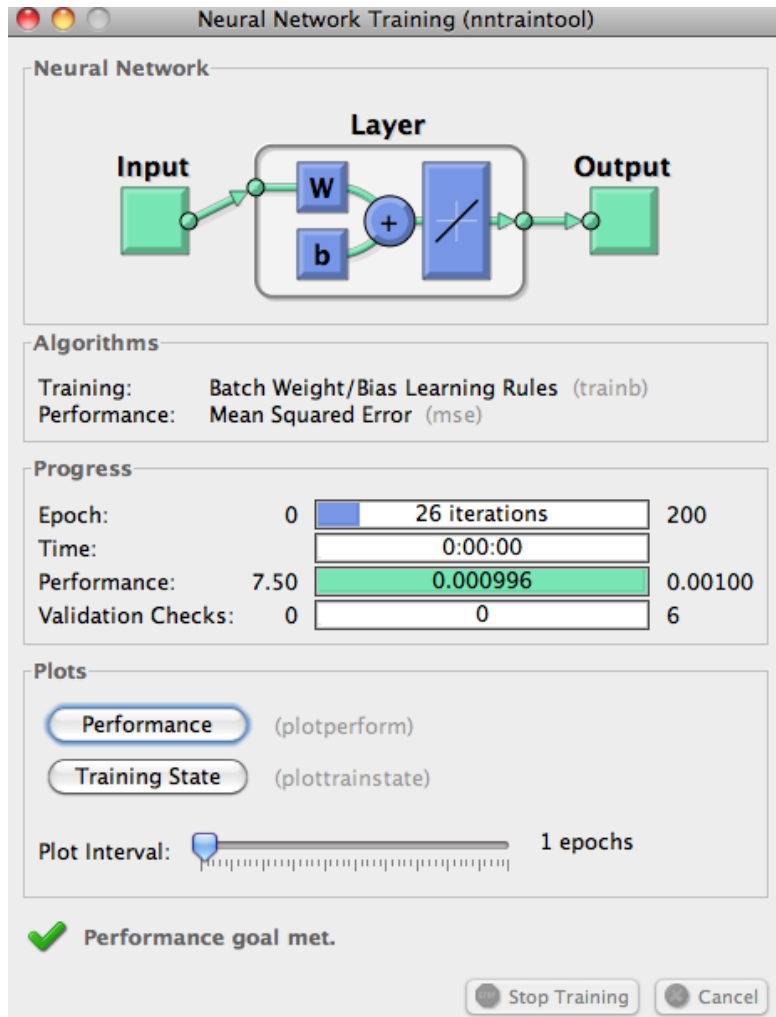 Neural Network Training (nntraintool)
Neural Network
Layer
Input
Output
W
+
b
Algorithms
Training: Batch Weight/Bias Learning Rules (trainb)
Performance: Mean Squared Error (mse)
Progress
Epoch: 0 26 iterations 200
Time: 0:00:00
Performance: 7.50 0.000996 0.00100
Validation Checks: 0 0 6
Plots
Performance (plotperform)
Training State (plottrainstate)
Plot Interval: 1 epochs
Performance goal met.
Stop Training Cancel